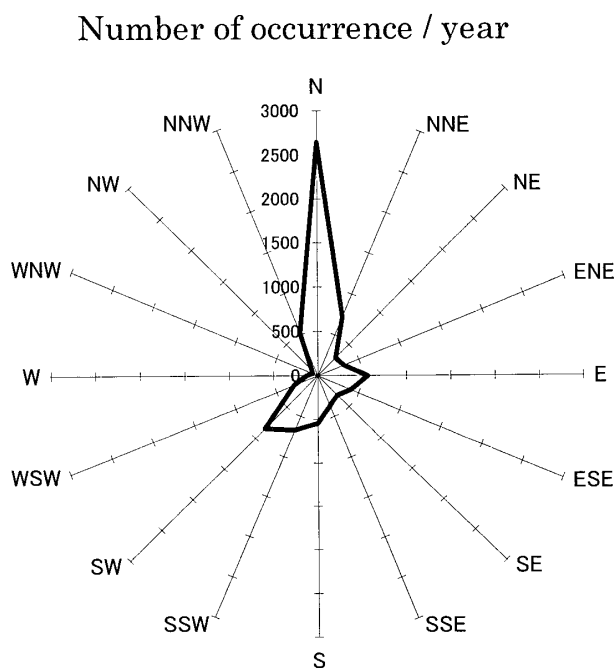 Number of occurrence / year
N
3000
NNW
NNE
2500
NW
NE
2000
1500
WNW
ENE
1000
500
W
0
E
WSW
ESE
SW
SE
SSW
SSE
S